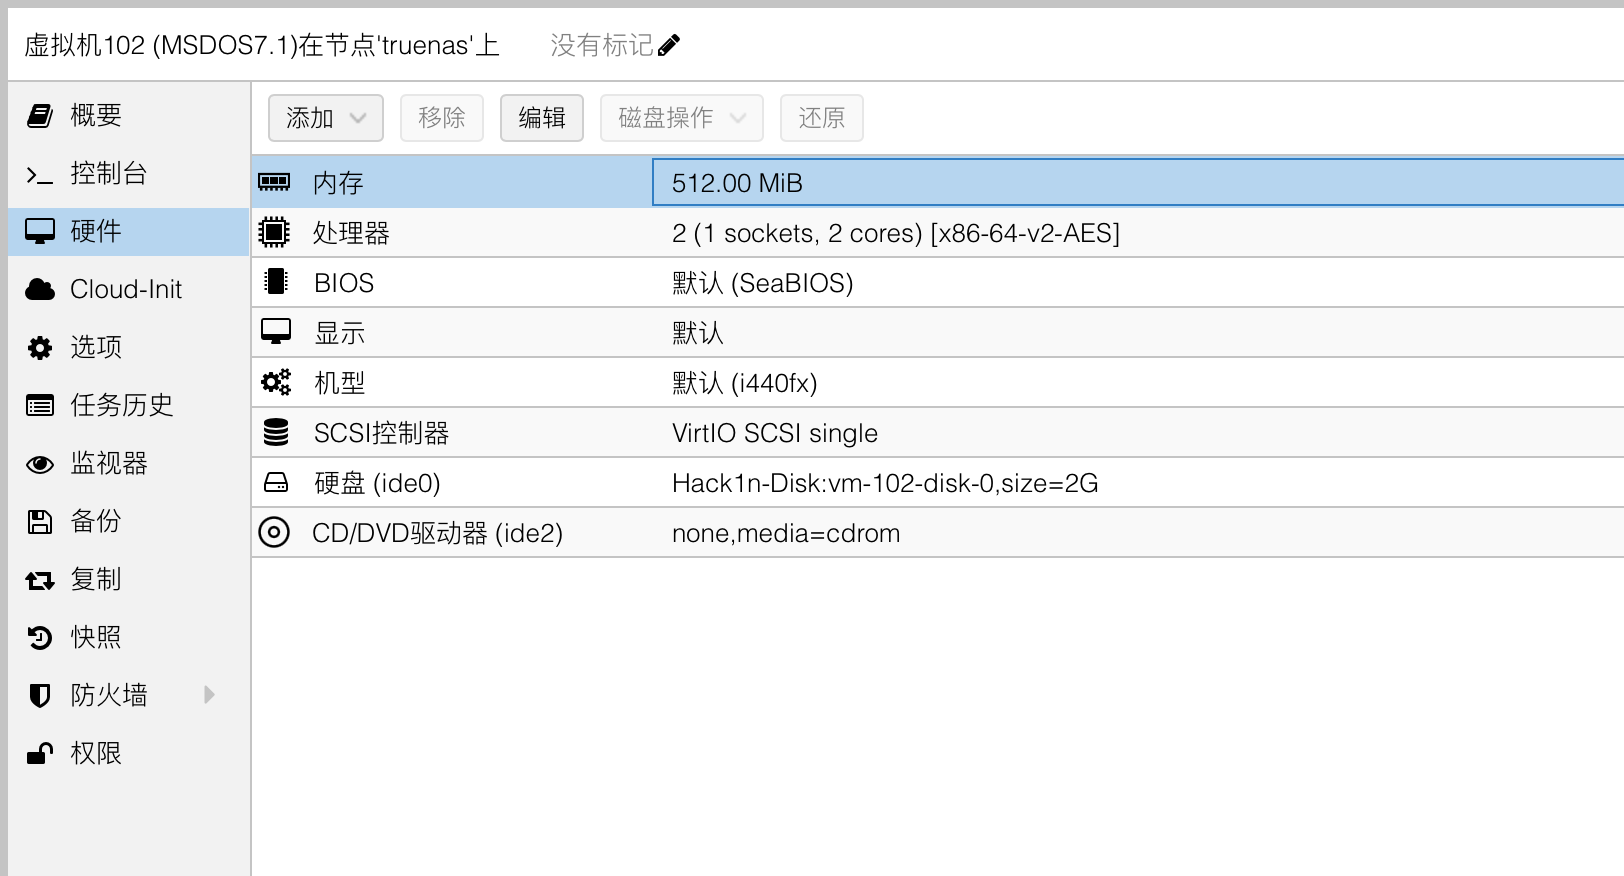 虚拟机102 (MSDOS7.1)在节点'truenas'上 没有标记
概要
控制台
硬件
Cloud-Init
选项
任务历史
监视器
备份
复制
快照
防火墙
权限
添加 移除 编辑 磁盘操作 还原
内存 512.00 MiB
处理器 2 (1 sockets, 2 cores) [x86-64-v2-AES]
BIOS 默认 (SeaBIOS)
显示 默认
机型 默认 (i440fx)
SCSI控制器 VirtIO SCSI single
硬盘 (ide0) Hack1n-Disk:vm-102-disk-0,size=2G
CD/DVD驱动器 (ide2) none,media=cdrom